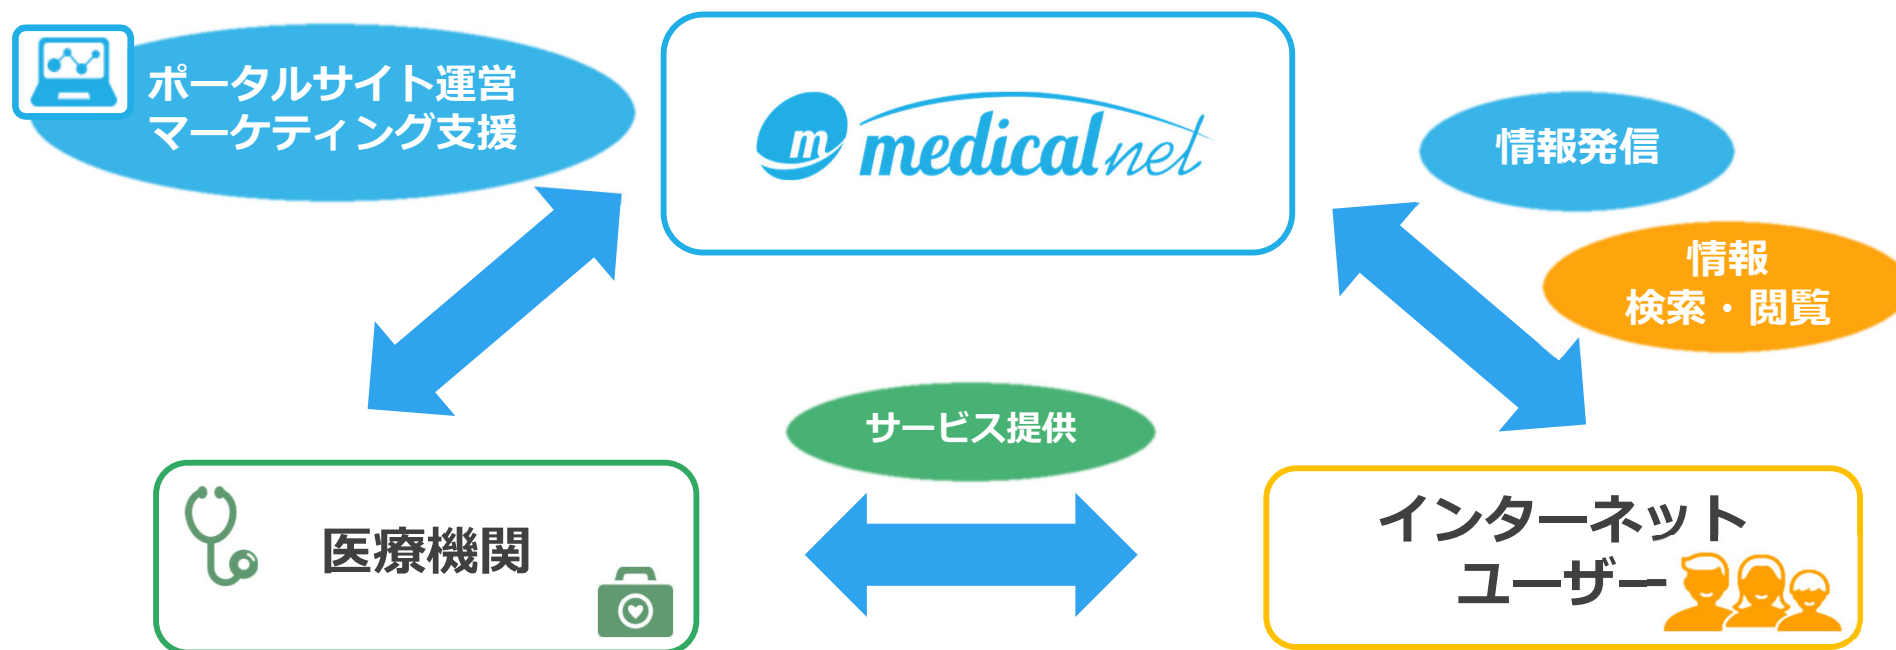 ポータルサイト運営
マーケティング支援
m medicalnet
情報発信
情報
検索・閲覧
サービス提供
医療機関
インターネット
ユーザー